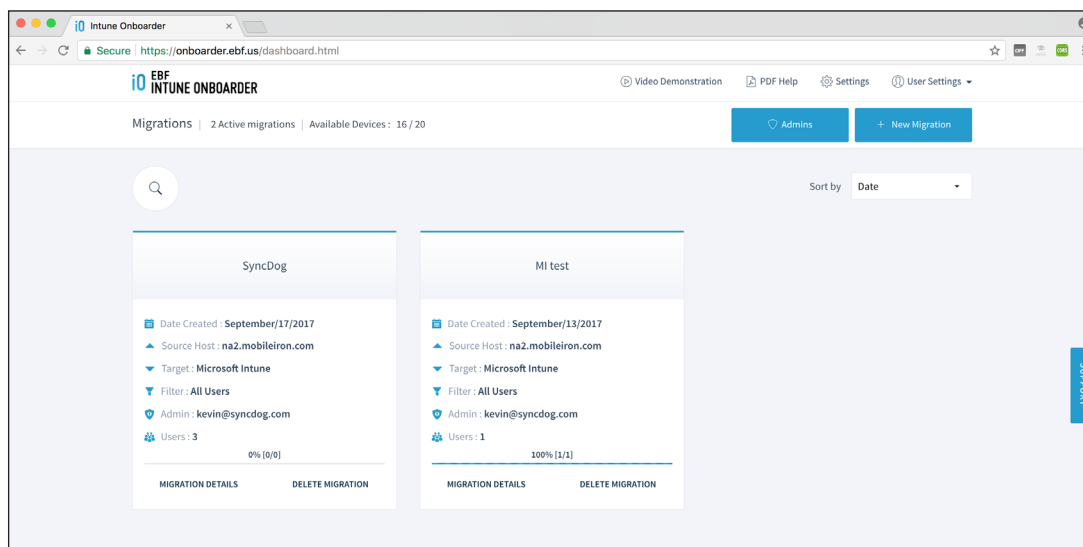 Intune Onboarder
Secure https://onboarder.ebf.us/dashboard.html
iO EBF INTUNE ONBOARDER
Video Demonstration PDF Help Settings User Settings
Migrations | 2 Active migrations | Available Devices : 16 / 20
Admins + New Migration
Sort by Date
SyncDog
Date Created : September/17/2017
Source Host : na2.mobileiron.com
Target : Microsoft Intune
Filter : All Users
Admin : kevin@syncdog.com
Users : 3
0% [0/0]
MIGRATION DETAILS DELETE MIGRATION
MI test
Date Created : September/13/2017
Source Host : na2.mobileiron.com
Target : Microsoft Intune
Filter : All Users
Admin : kevin@syncdog.com
Users : 1
100% [1/1]
MIGRATION DETAILS DELETE MIGRATION